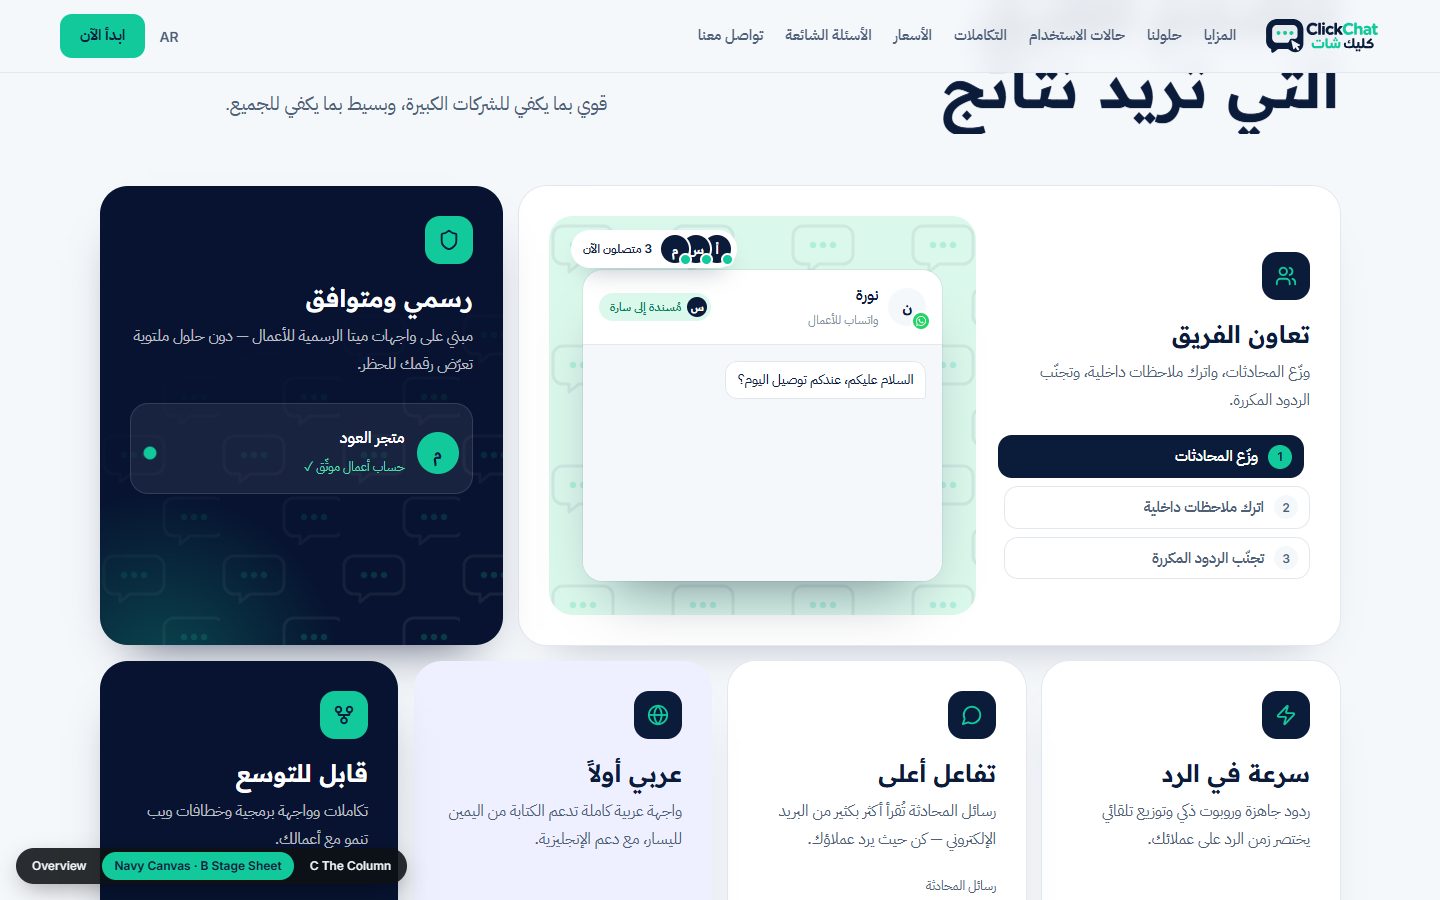 ClickChat
كليك شات
المزايا
حلولنا
حالات الاستخدام
التكاملات
الأسعار
الأسئلة الشائعة
تواصل معنا
AR
ابدأ الآن
التي تريد نتائج
قوي بما يكفي للشركات الكبيرة، وبسيط بما يكفي للجميع.
تعاون الفريق
وزّع المحادثات، واترك ملاحظات داخلية، وتجنّب
الردود المكررة.
1 وزّع المحادثات
2 اترك ملاحظات داخلية
3 تجنّب الردود المكررة
أ س م 3 متصلون الآن
ن
نورة
واتساب للأعمال
س مُسندة إلى سارة
السلام عليكم، عندكم توصيل اليوم؟
رسمي ومتوافق
مبني على واجهات ميتا الرسمية للأعمال — دون حلول ملتوية
تعرّض رقمك للحظر.
م
متجر العود
حساب أعمال موثّق ✓
سرعة في الرد
ردود جاهزة وروبوت ذكي وتوزيع تلقائي
يختصر زمن الرد على عملائك.
تفاعل أعلى
رسائل المحادثة تُقرأ أكثر بكثير من البريد
الإلكتروني — كن حيث يرد عملاؤك.
رسائل المحادثة
عربي أولاً
واجهة عربية كاملة تدعم الكتابة من اليمين
لليسار، مع دعم الإنجليزية.
قابل للتوسع
تكاملات وواجهة برمجية وخطافات ويب
تنمو مع أعمالك.
Overview
Navy Canvas · B Stage Sheet
C The Column